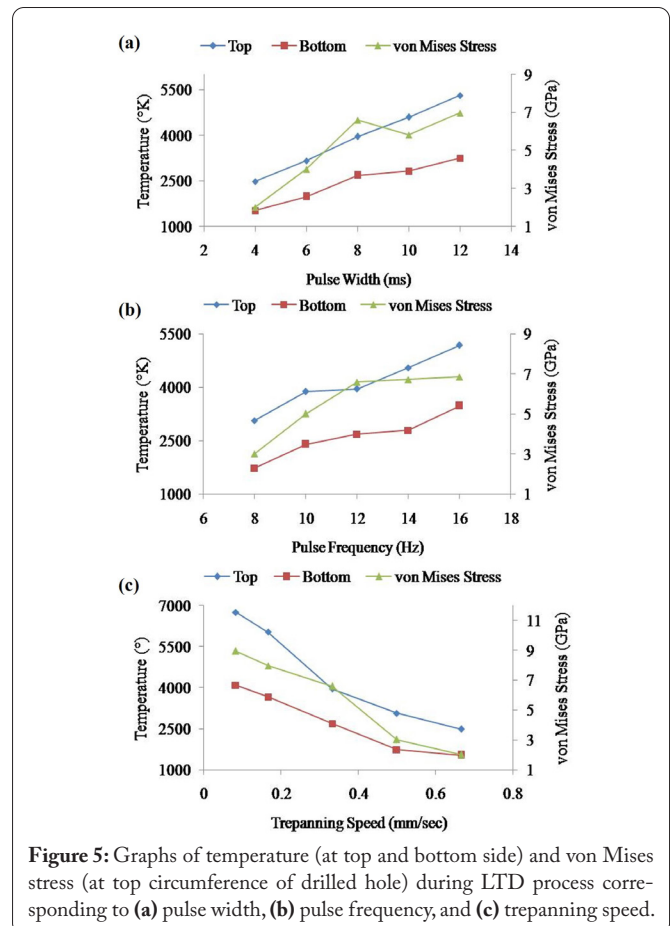 (a)
Top Bottom von Mises Stress
Temperature (°K)
5500
4000
2500
1000
9
7
5
3
1
von Mises Stress (GPa)
2 4 6 8 10 12 14
Pulse Width (ms)
(b)
Top Bottom von Mises Stress
Temperature (°K)
5500
4000
2500
1000
9
7
5
3
1
von Mises Stress (GPa)
6 8 10 12 14 16 18
Pulse Frequency (Hz)
Top Bottom von Mises Stress
(c)
Temperature (°)
7000
5500
4000
2500
1000
11
9
7
5
3
1
von Mises Stress (GPa)
0 0.2 0.4 0.6 0.8
Trepanning Speed (mm/sec)
Figure 5: Graphs of temperature (at top and bottom side) and von Mises
stress (at top circumference of drilled hole) during LTD process corre-
sponding to (a) pulse width, (b) pulse frequency, and (c) trepanning speed.